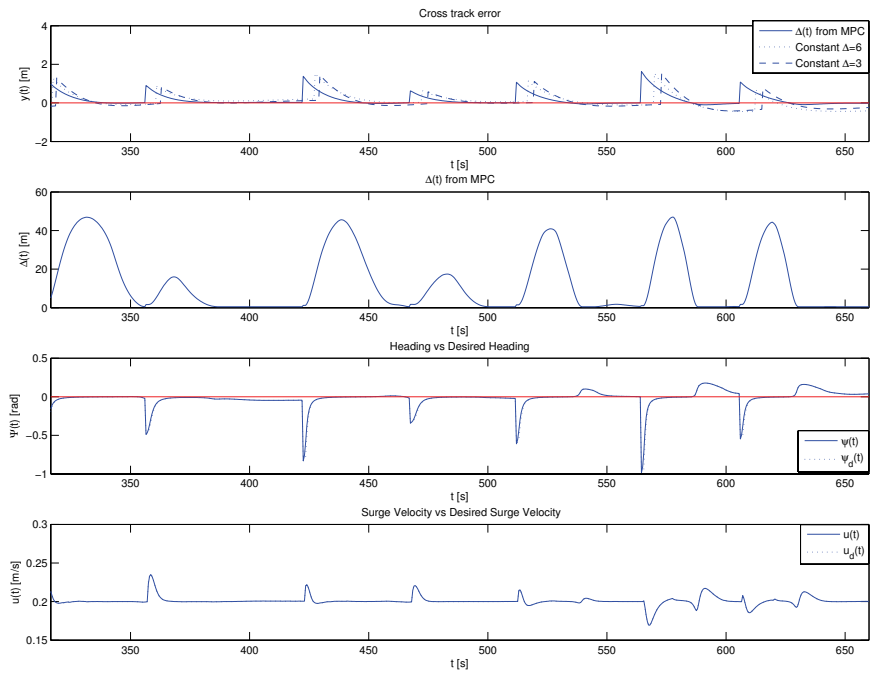 Cross track error
4
2
0
−2
y(t) [m]
Δ(t) from MPC
Constant Δ=6
Constant Δ=3
350 400 450 500 550 600 650
t [s]
Δ(t) from MPC
60
40
20
0
Δ(t) [m]
350 400 450 500 550 600 650
t [s]
Heading vs Desired Heading
0.5
0
−0.5
−1
Ψ(t) [rad]
ψ(t)
ψd(t)
350 400 450 500 550 600 650
t [s]
Surge Velocity vs Desired Surge Velocity
0.3
0.25
0.2
0.15
u(t) [m/s]
u(t)
ud(t)
350 400 450 500 550 600 650
t [s]